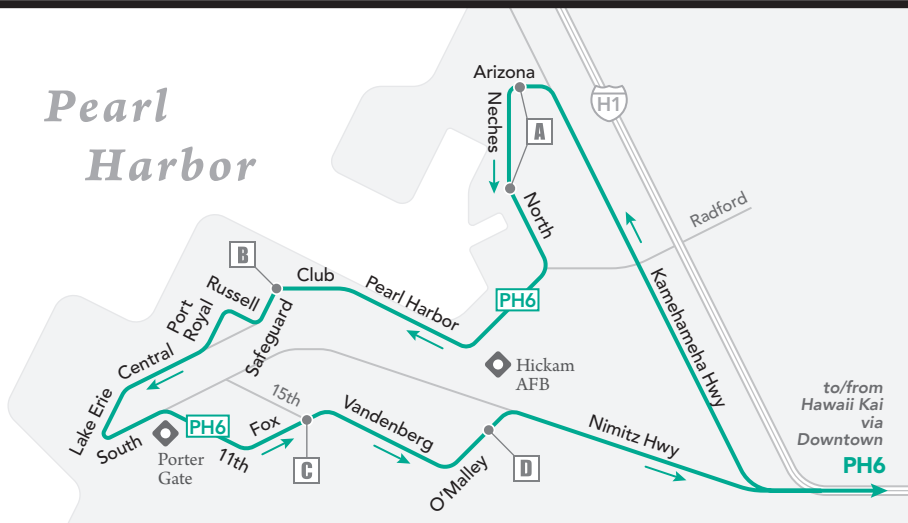 Pearl
Harbor
Arizona
H1
Neches
A
North
Radford
B
Club
Russell
Port
Royal
Pearl Harbor
PH6
Safeguard
Kamehameha Hwy
Central
Hickam
AFB
Lake Erie
15th
to/from
Hawaii Kai
via
Downtown
PH6
South
PH6
Fox
Vandenberg
Nimitz Hwy
Porter
Gate
11th
C
O'Malley
D